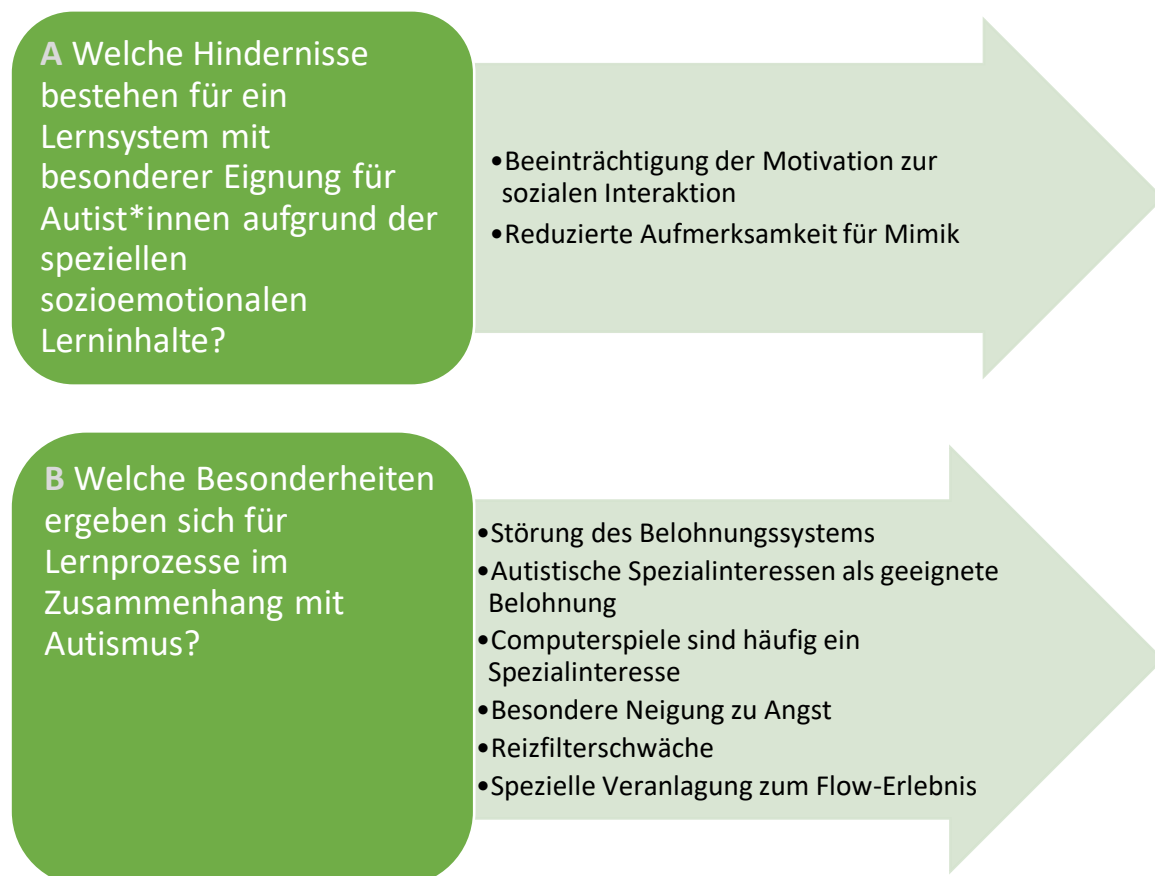 A Welche Hindernisse
bestehen für ein
Lernsystem mit
besonderer Eignung für
Autist*innen aufgrund der
speziellen
sozioemotionalen
Lerninhalte?
•Beeinträchtigung der Motivation zur
sozialen Interaktion
•Reduzierte Aufmerksamkeit für Mimik
B Welche Besonderheiten
ergeben sich für
Lernprozesse im
Zusammenhang mit
Autismus?
•Störung des Belohnungssystems
•Autistische Spezialinteressen als geeignete
Belohnung
•Computerspiele sind häufig ein
Spezialinteresse
•Besondere Neigung zu Angst
•Reizfilterschwäche
•Spezielle Veranlagung zum Flow-Erlebnis